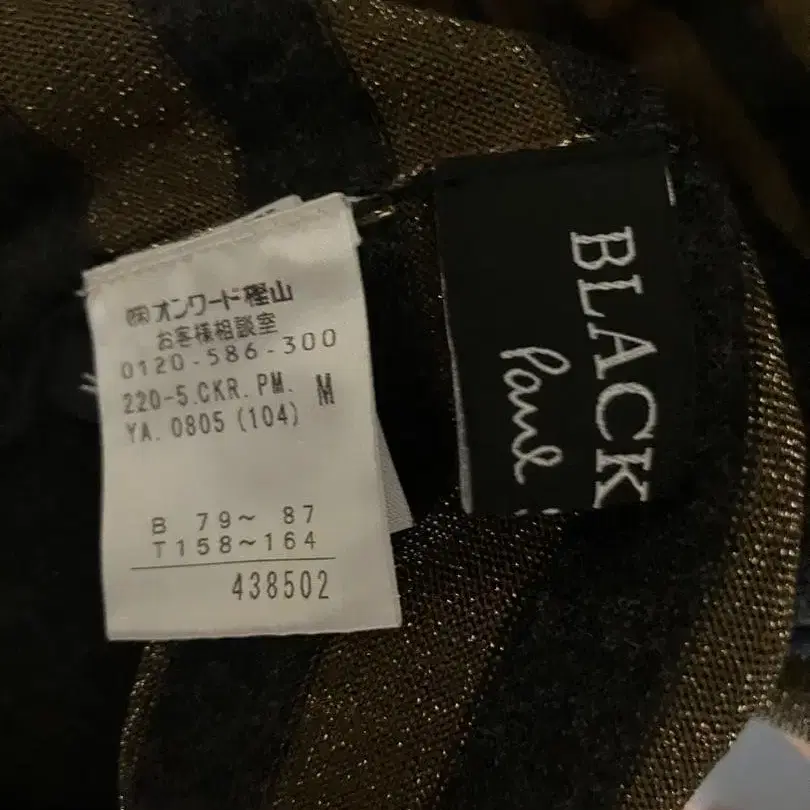 ㈱オンワード樫山
お客様相談室
0120-586-300
220-5.CKR.PM. M
YA. 0805 (104)
B 79～ 87
T158～164
438502
BLACK
Paul